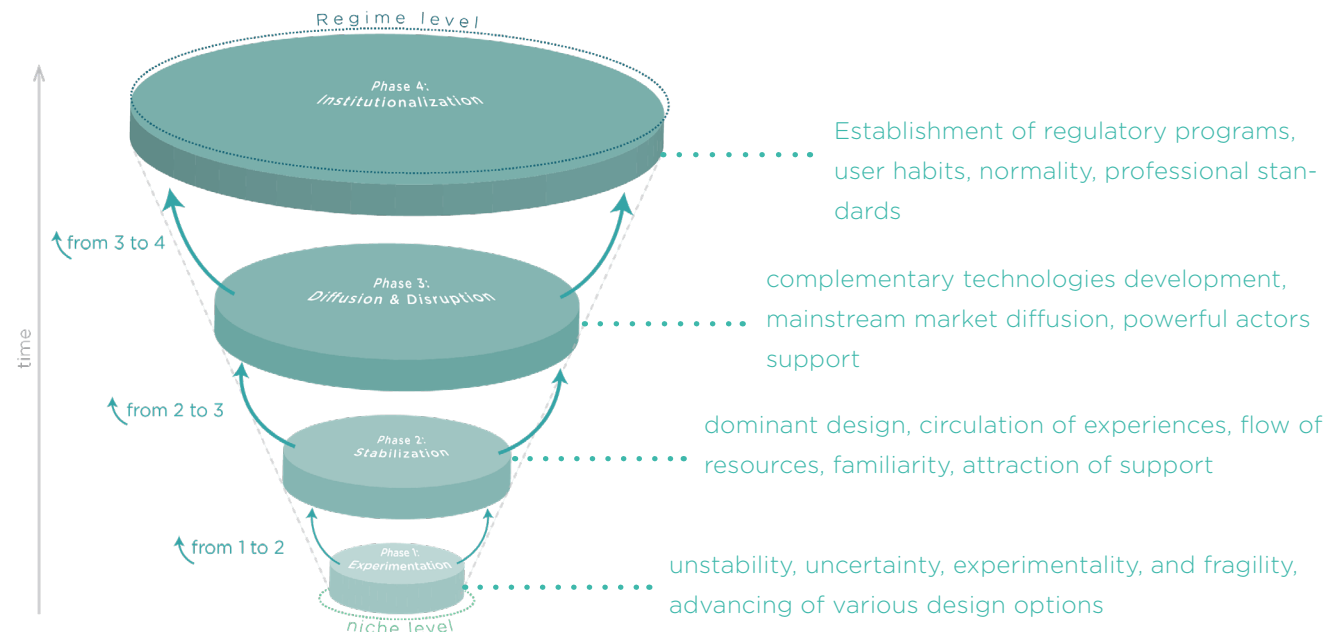 Regime level
Phase 4:
Institutionalization
Establishment of regulatory programs,
user habits, normality, professional stan-
dards
from 3 to 4
Phase 3:
Diffusion & Disruption
complementary technologies development,
mainstream market diffusion, powerful actors
support
time
from 2 to 3
Phase 2:
Stabilization
dominant design, circulation of experiences, flow of
resources, familiarity, attraction of support
from 1 to 2
Phase 1:
Experimentation
unstability, uncertainty, experimentality, and fragility,
advancing of various design options
niche level